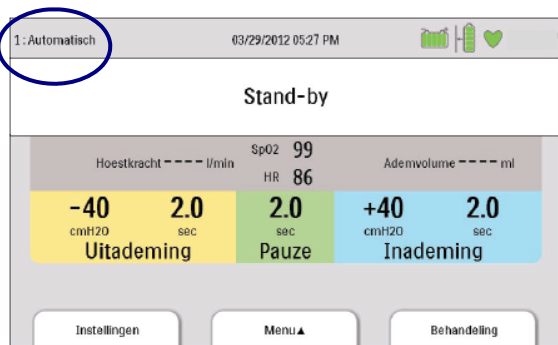 1:Automatisch 03/29/2012 05:27 PM
Stand-by
Hoestkracht ---- l/min SpO2 99 Ademvolume ---- ml
HR 86
-40 2.0 2.0 +40 2.0
cmH2O sec sec cmH2O sec
Uitademing Pauze Inademing
Instellingen Menu▲ Behandeling